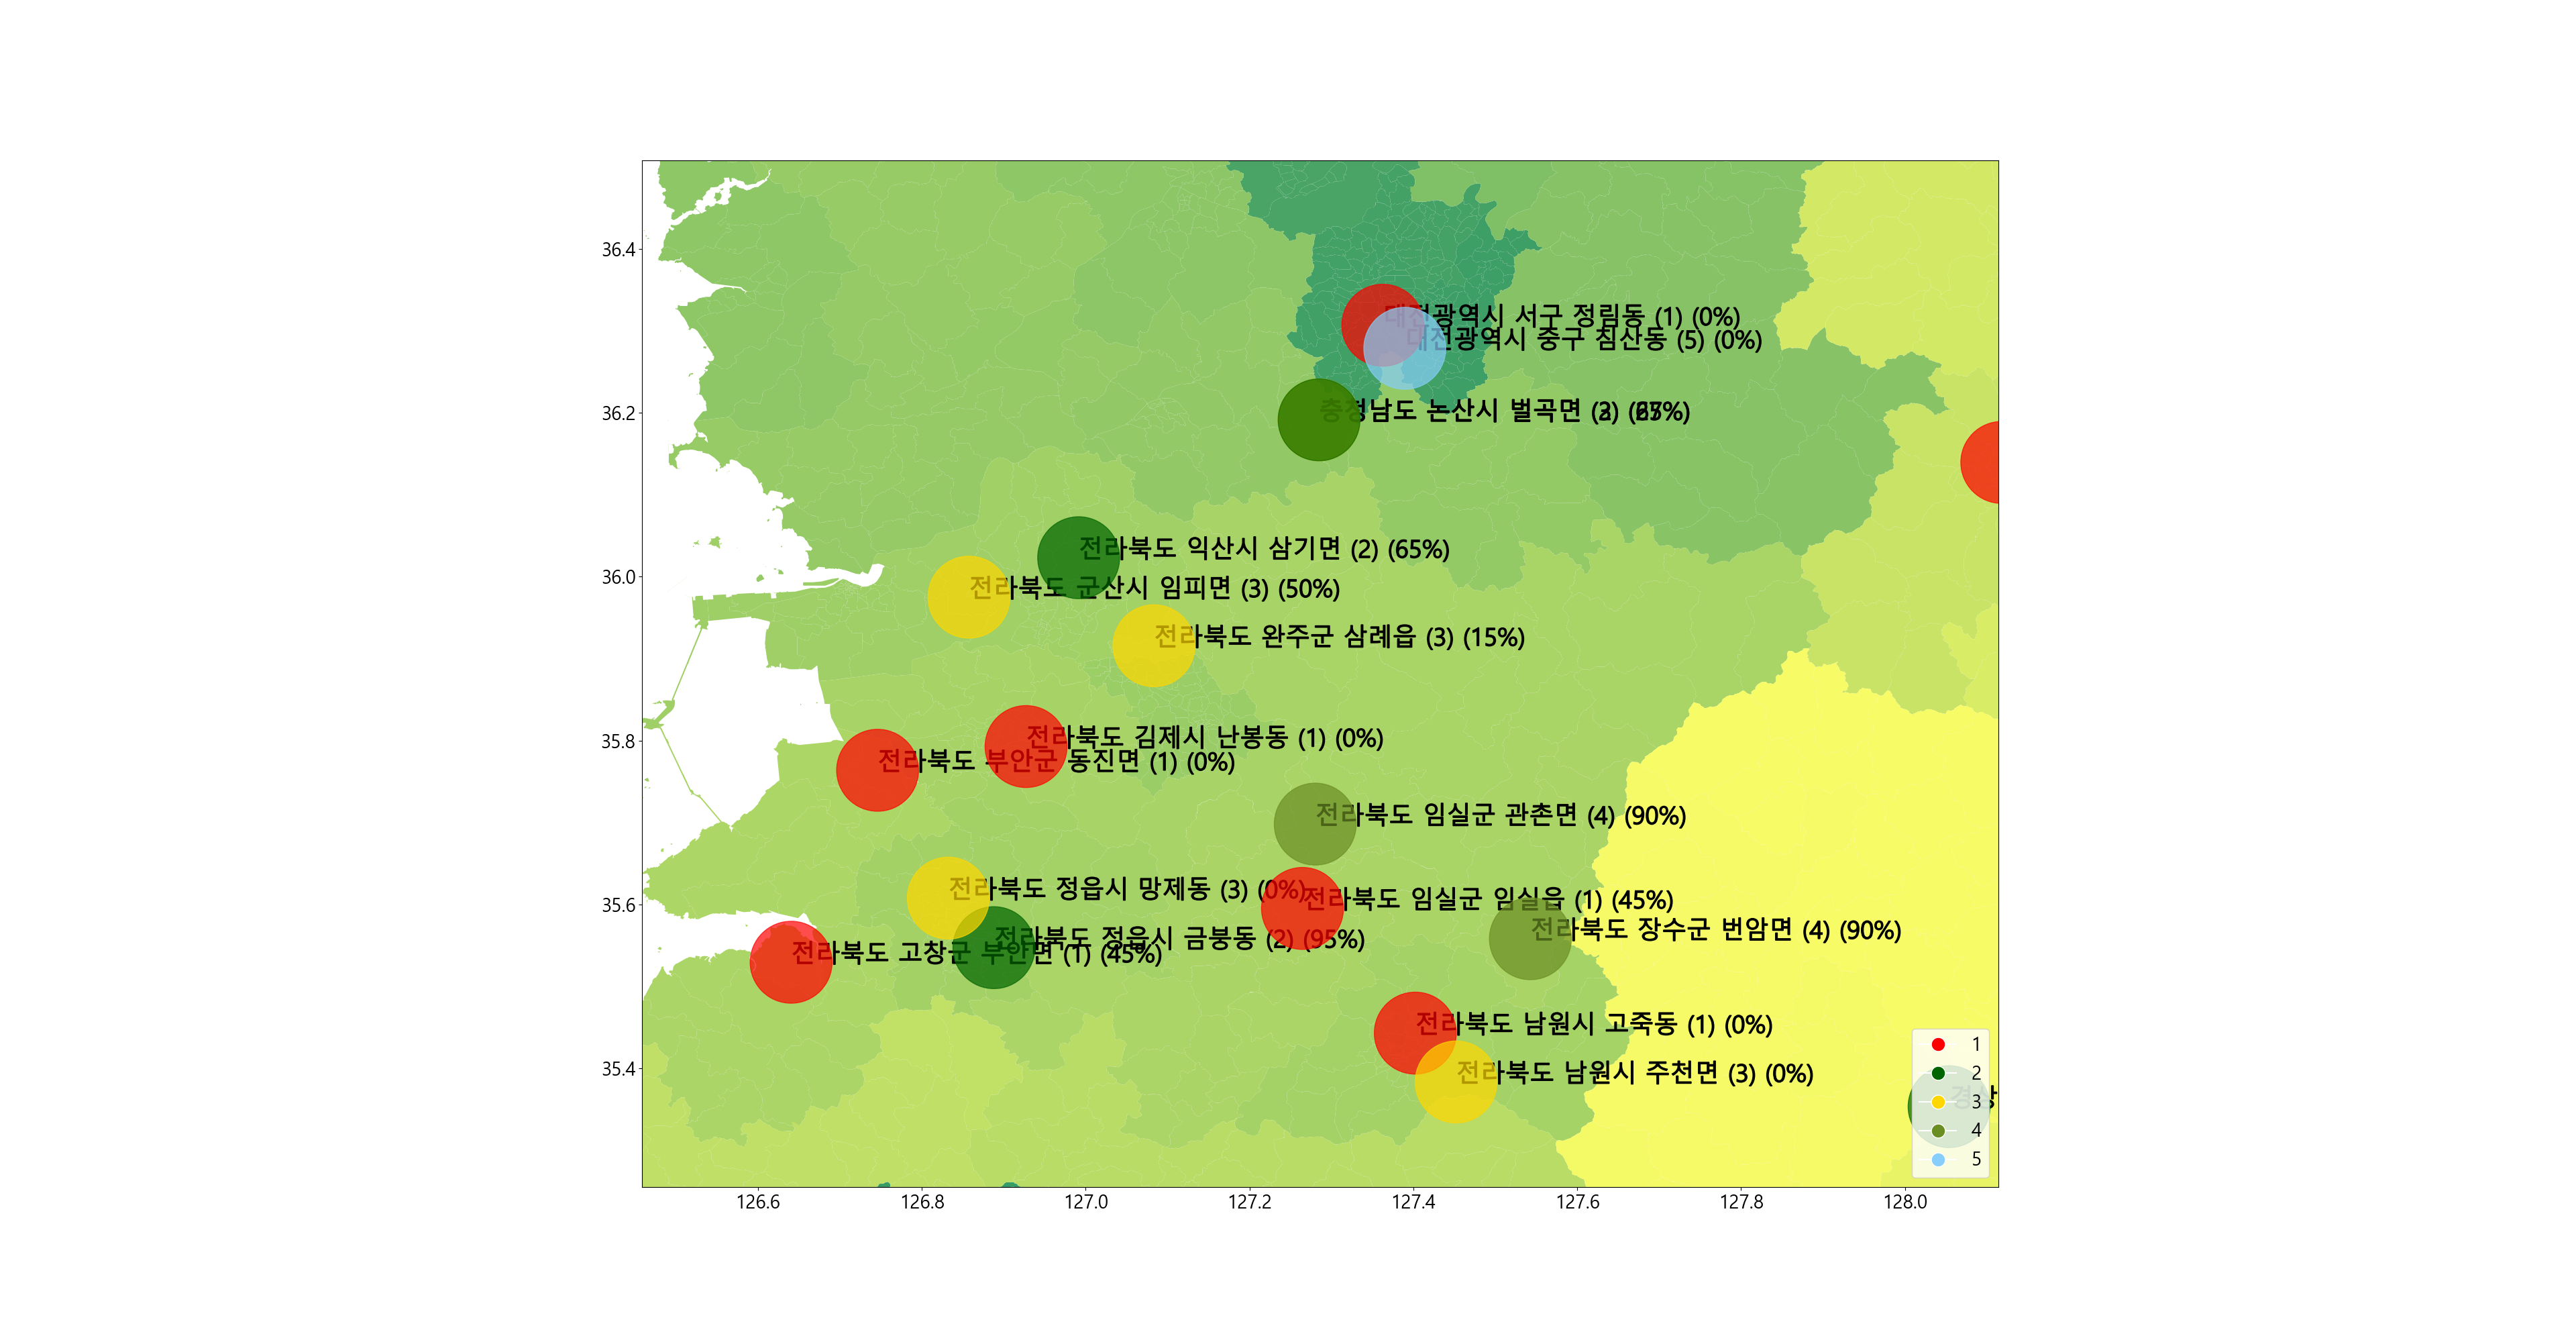 36.4
36.2
36.0
35.8
35.6
35.4
대전광역시 서구 정림동 (1) (0%)
대전광역시 중구 침산동 (5) (0%)
충청남도 논산시 벌곡면
전라북도 익산시 삼기면 (2) (65%)
전라북도 군산시 임피면 (3) (50%)
전라북도 완주군 삼례읍 (3) (15%)
전라북도 김제시 난봉동 (1) (0%)
전라북도 부안군 동진면 (1) (0%)
전라북도 임실군 관촌면 (4) (90%)
전라북도 정읍시 망제동 (3) (0%)
전라북도 임실군 임실읍 (1) (45%)
전라북도 장수군 번암면 (4) (90%)
전라북도 정읍시 금붕동 (2) (95%)
전라북도 고창군 부안면 (1) (45%)
전라북도 남원시 고죽동 (1) (0%)
전라북도 남원시 주천면 (3) (0%)
1
2
3
4
5
126.6 126.8 127.0 127.2 127.4 127.6 127.8 128.0